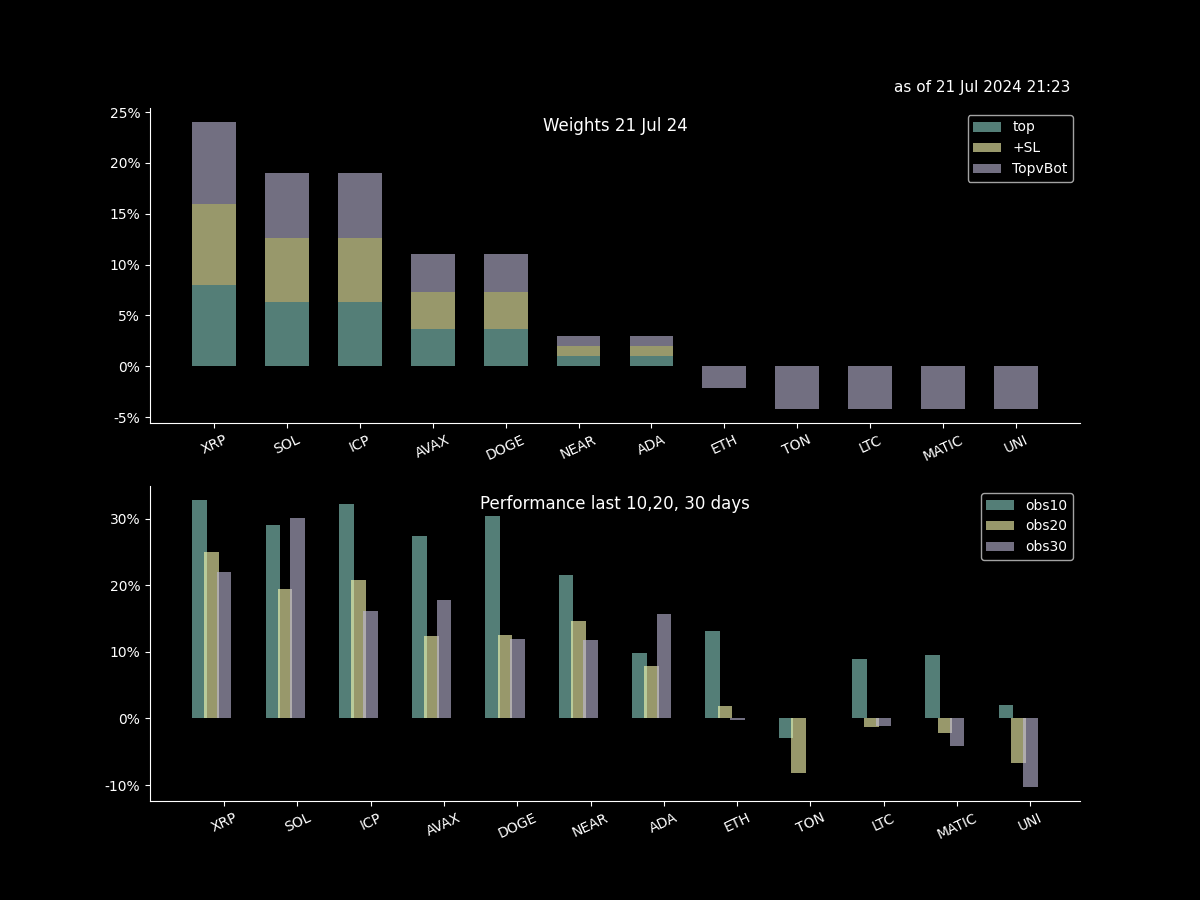 as of 21 Jul 2024 21:23
Weights 21 Jul 24
top
+SL
TopvBot
25%
20%
15%
10%
5%
0%
-5%
XRP SOL ICP AVAX DOGE NEAR ADA ETH TON LTC MATIC UNI
Performance last 10,20, 30 days
obs10
obs20
obs30
30%
20%
10%
0%
-10%
XRP SOL ICP AVAX DOGE NEAR ADA ETH TON LTC MATIC UNI